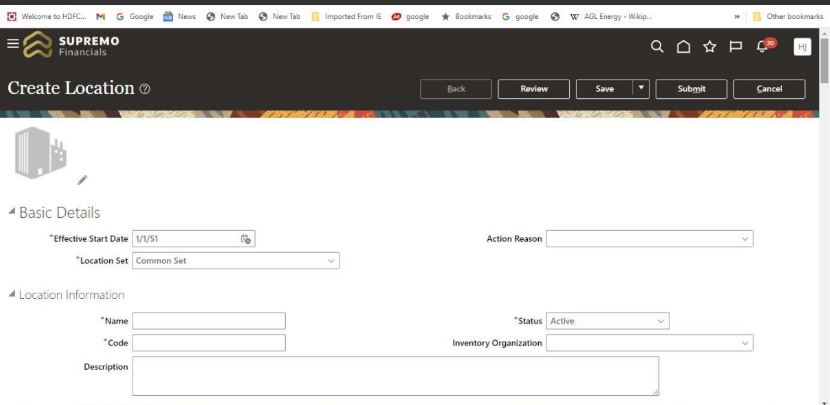 Welcome to HDFC... Google News New Tab New Tab Imported From IE google Bookmarks google AGL Energy - Wikip... » Other bookmarks
SUPREMO
Financials
70
HJ
Create Location
Back Review Save Submit Cancel
Basic Details
*Effective Start Date 1/1/51 Action Reason
*Location Set Common Set
Location Information
*Name *Status Active
*Code Inventory Organization
Description